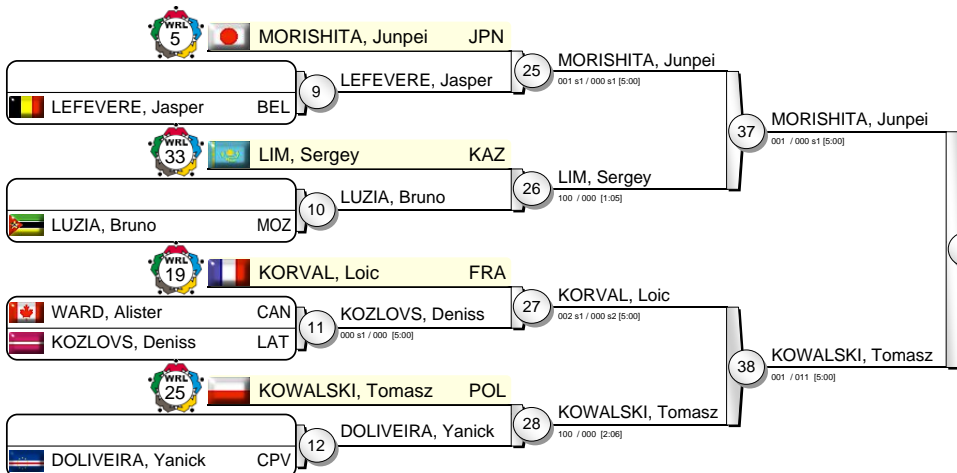 WRL
5
MORISHITA, Junpei JPN
LEFEVERE, Jasper BEL
9
LEFEVERE, Jasper
25
MORISHITA, Junpei
001 s1 / 000 s1 [5:00]
WRL
33
LIM, Sergey KAZ
LUZIA, Bruno MOZ
10
LUZIA, Bruno
26
LIM, Sergey
100 / 000 [1:05]
37
MORISHITA, Junpei
001 / 000 s1 [5:00]
WRL
19
KORVAL, Loic FRA
WARD, Alister CAN
KOZLOVS, Deniss LAT
11
KOZLOVS, Deniss
000 s1 / 000 [5:00]
27
KORVAL, Loic
002 s1 / 000 s2 [5:00]
WRL
25
KOWALSKI, Tomasz POL
DOLIVEIRA, Yanick CPV
12
DOLIVEIRA, Yanick
28
KOWALSKI, Tomasz
100 / 000 [2:06]
38
KOWALSKI, Tomasz
001 / 011 [5:00]